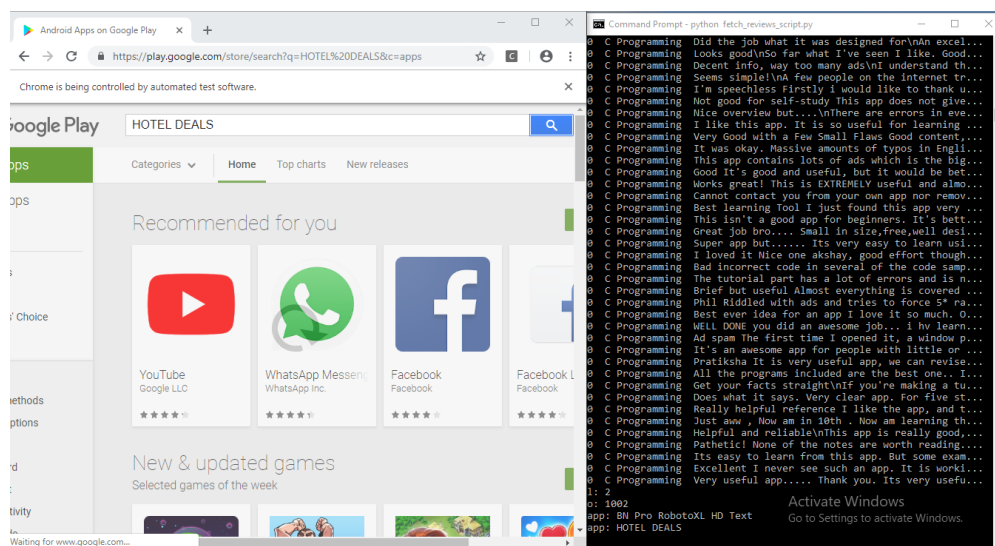 Android Apps on Google Play
https://play.google.com/store/search?q=HOTEL%20DEALS&c=apps
Chrome is being controlled by automated test software.
oogle Play
HOTEL DEALS
Categories
Home
Top charts
New releases
Recommended for you
YouTube
Google LLC
WhatsApp Messeng
WhatsApp Inc.
Facebook
Facebook
Facebook L
Facebook
New & updated games
Selected games of the week
' Choice
Waiting for www.google.com...
Command Prompt - python fetch_reviews_script.py
0 C Programming Did the job what it was designed for\nAn excel...
0 C Programming Looks good\nSo far what I've seen I like. Good...
0 C Programming Decent info, way too many ads\nI understand th...
0 C Programming Seems simple!\nA few people on the internet tr...
0 C Programming I'm speechless Firstly i would like to thank u...
0 C Programming Not good for self-study This app does not give...
0 C Programming Nice overview but....\nThere are errors in eve...
0 C Programming I like this app. It is so useful for learning ...
0 C Programming Very Good with a Few Small Flaws Good content,...
0 C Programming It was okay. Massive amounts of typos in Engli...
0 C Programming This app contains lots of ads which is the big...
0 C Programming Good It's good and useful, but it would be bet...
0 C Programming Works great! This is EXTREMELY useful and almo...
0 C Programming Cannot contact you from your own app nor remov...
0 C Programming Best learning Tool I just found this app very ...
0 C Programming This isn't a good app for beginners. It's bett...
0 C Programming Great job bro.... Small in size,free,well desi...
0 C Programming Super app but...... Its very easy to learn usi...
0 C Programming I loved it Nice one akshay, good effort though...
0 C Programming Bad incorrect code in several of the code samp...
0 C Programming The tutorial part has a lot of errors and is n...
0 C Programming Brief but useful Almost everything is covered ...
0 C Programming Phil Riddled with ads and tries to force 5* ra...
0 C Programming Best ever idea for an app I love it so much. O...
0 C Programming WELL DONE you did an awesome job... i hv learn...
0 C Programming Ad spam The first time I opened it, a window p...
0 C Programming It's an awesome app for people with little or ...
0 C Programming Pratiksha It is very useful app, we can revise...
0 C Programming All the programs included are the best one.. I...
0 C Programming Get your facts straight\nIf you're making a tu...
0 C Programming Does what it says. Very clear app. For five st...
0 C Programming Really helpful reference I like the app, and t...
0 C Programming Just aww , Now am in 10th . Now am learning th...
0 C Programming Helpful and reliable\nThis app is really good,...
0 C Programming Pathetic! None of the notes are worth reading....
0 C Programming Its easy to learn from this app. But some exam...
0 C Programming Excellent I never see such an app. It is worki...
0 C Programming Very useful app..... Thank you. Its very usefu...
l: 2
o: 1002
app: BN Pro RobotoXL HD Text
app: HOTEL DEALS
Activate Windows
Go to Settings to activate Windows.